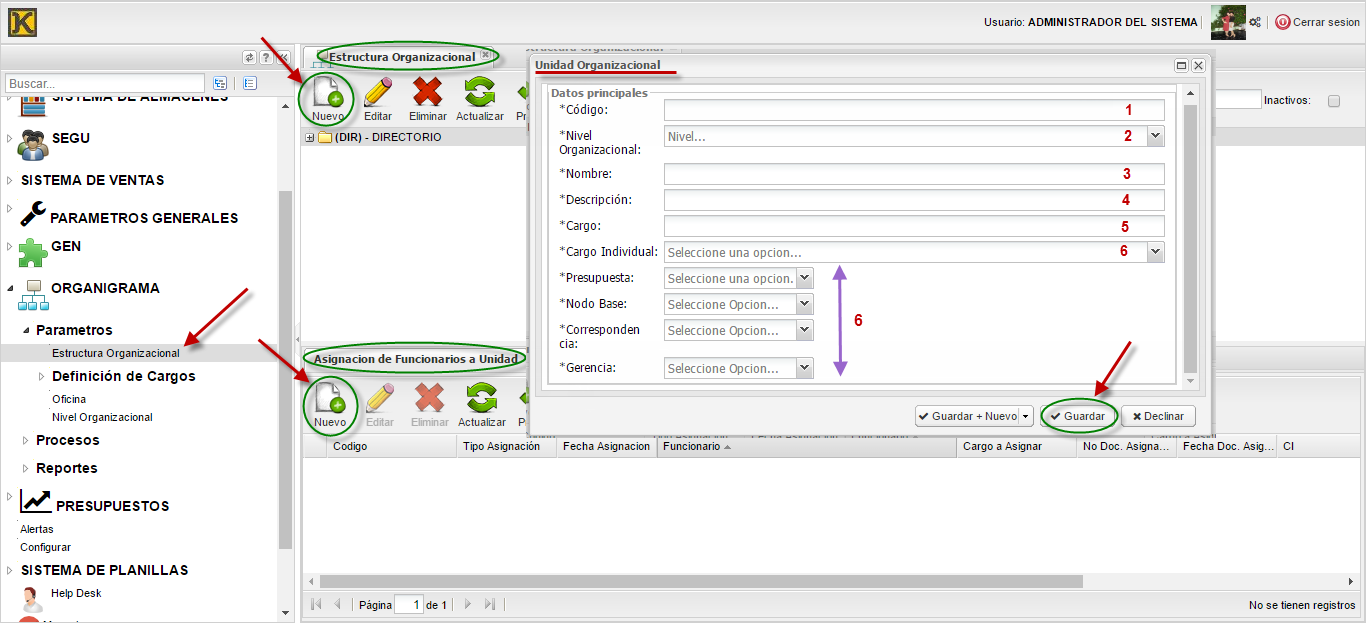 K
Usuario: ADMINISTRADOR DEL SISTEMA
Cerrar sesion
?
Buscar...
SISTEMA DE ALMACENES
SEGU
SISTEMA DE VENTAS
PARAMETROS GENERALES
GEN
ORGANIGRAMA
Parametros
Estructura Organizacional
Definición de Cargos
Oficina
Nivel Organizacional
Procesos
Reportes
PRESUPUESTOS
Alertas
Configurar
SISTEMA DE PLANILLAS
Help Desk
Estructura Organizacional
Nuevo
Editar
Eliminar
Actualizar
Pr
Inactivos:
(DIR) - DIRECTORIO
Unidad Organizacional
Datos principales
*Código:
1
*Nivel Organizacional:
Nivel...
2
*Nombre:
3
*Descripción:
4
*Cargo:
5
*Cargo Individual:
Seleccione una opcion...
6
*Presupuesta:
Seleccione una opcion.
*Nodo Base:
Seleccione Opcion...
6
*Corresponden
cia:
Seleccione Opcion...
*Gerencia:
Seleccione Opcion...
Guardar + Nuevo
Guardar
Declinar
Asignacion de Funcionarios a Unidad
Nuevo
Editar
Eliminar
Actualizar
P
Codigo
Tipo Asignación
Fecha Asignacion
Funcionario
Cargo a Asignar
No Doc. Asigna...
Fecha Doc. Asig...
CI
Página 1 de 1
No se tienen registros